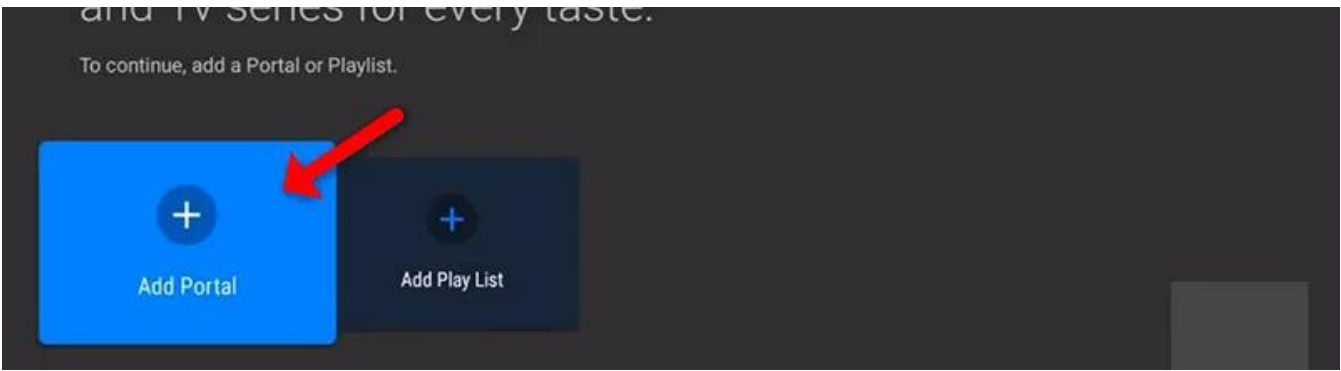 and TV series for every taste.
To continue, add a Portal or Playlist.
Add Portal
Add Play List